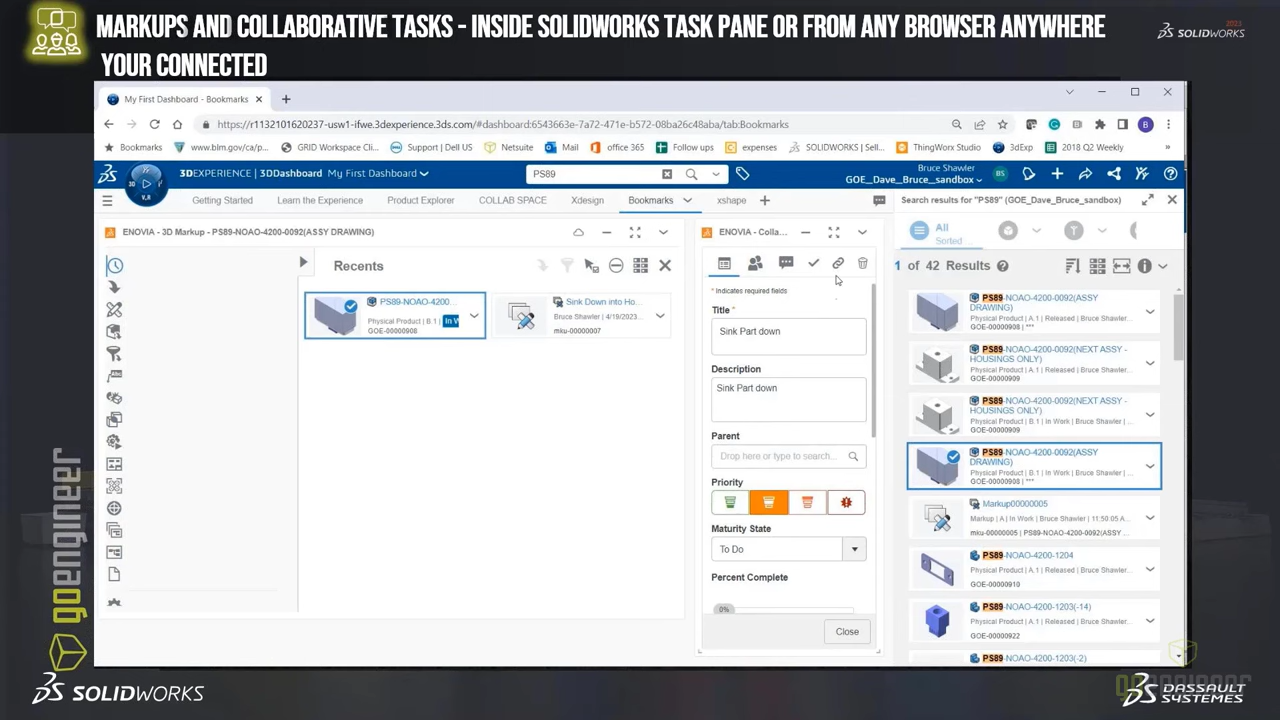 MARKUPS AND COLLABORATIVE TASKS - INSIDE SOLIDWORKS TASK PANE OR FROM ANY BROWSER ANYWHERE
YOUR CONNECTED
2023
SOLIDWORKS
My First Dashboard - Bookmarks
https://r1132101620237-usw1-ifwe.3dexperience.3ds.com/#dashboard:6543663e-7a72-471e-b572-08ba26c48aba/tab:Bookmarks
B
Bookmarks
www.blm.gov/ca/p...
GRID Workspace Cl...
Support | Dell US
Netsuite
Mail
office 365
Follow ups
expenses
SOLIDWORKS | Sell...
ThingWorx Studio
3dExp
2018 Q2 Weekly
»
3DEXPERIENCE | 3DDashboard My First Dashboard
PS89
Bruce Shawler
GOE_Dave_Bruce_sandbox
BS
Getting Started
Learn the Experience
Product Explorer
COLLAB SPACE
Xdesign
Bookmarks
xshape
Search results for "PS89" (GOE_Dave_Bruce_sandbox)
All
Sorted
1 of 42 Results
ENOVIA - 3D Markup - PS89-NOAO-4200-0092(ASSY DRAWING)
Recents
PS89-NOAO-4200...
Physical Product | B.1 | In W
GOE-00000908
Sink Down into Ho...
Bruce Shawler | 4/19/2023...
mku-00000007
ENOVIA - Colla...
* Indicates required fields
Title *
Sink Part down
Description
Sink Part down
Parent
Drop here or type to search...
Priority
Maturity State
To Do
Percent Complete
0%
Close
PS89-NOAO-4200-0092(ASSY
DRAWING)
Physical Product | A.1 | Released | Bruce Shawler...
GOE-00000908 | ***
PS89-NOAO-4200-0092(NEXT ASSY -
HOUSINGS ONLY)
Physical Product | A.1 | Released | Bruce Shawler...
GOE-00000909
PS89-NOAO-4200-0092(NEXT ASSY -
HOUSINGS ONLY)
Physical Product | B.1 | In Work | Bruce Shawler | ...
GOE-00000909
PS89-NOAO-4200-0092(ASSY
DRAWING)
Physical Product | B.1 | In Work | Bruce Shawler | ...
GOE-00000908 | ***
Markup00000005
Markup | A | In Work | Bruce Shawler | 11:50:05 A...
mku-00000005 | PS89-NOAO-4200-0092(ASSY ...
PS89-NOAO-4200-1204
Physical Product | A.1 | Released | Bruce Shawler...
GOE-00000910
PS89-NOAO-4200-1203(-14)
Physical Product | A.1 | Released | Bruce Shawler...
GOE-00000922
PS89-NOAO-4200-1203(-2)
goengineer
SOLIDWORKS
DASSAULT
SYSTEMES